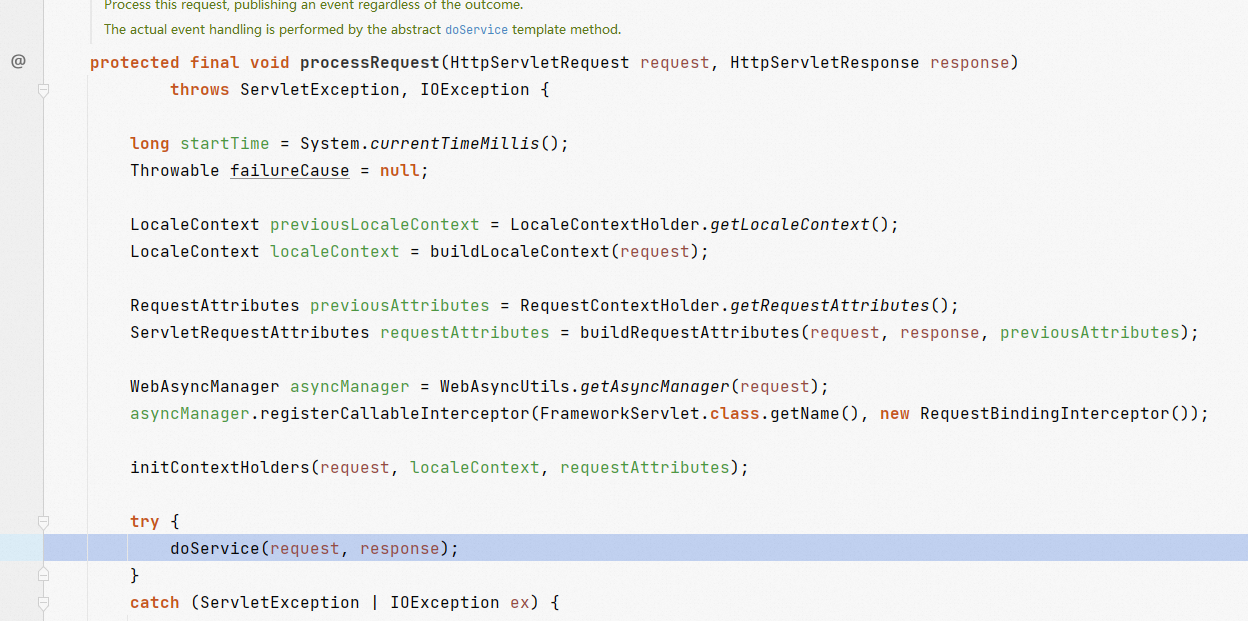 Process this request, publishing an event regardless of the outcome.
The actual event handling is performed by the abstract doService template method.
@
protected final void processRequest(HttpServletRequest request, HttpServletResponse response)
throws ServletException, IOException {
long startTime = System.currentTimeMillis();
Throwable failureCause = null;
LocaleContext previousLocaleContext = LocaleContextHolder.getLocaleContext();
LocaleContext localeContext = buildLocaleContext(request);
RequestAttributes previousAttributes = RequestContextHolder.getRequestAttributes();
ServletRequestAttributes requestAttributes = buildRequestAttributes(request, response, previousAttributes);
WebAsyncManager asyncManager = WebAsyncUtils.getAsyncManager(request);
asyncManager.registerCallableInterceptor(FrameworkServlet.class.getName(), new RequestBindingInterceptor());
initContextHolders(request, localeContext, requestAttributes);
try {
doService(request, response);
}
catch (ServletException | IOException ex) {